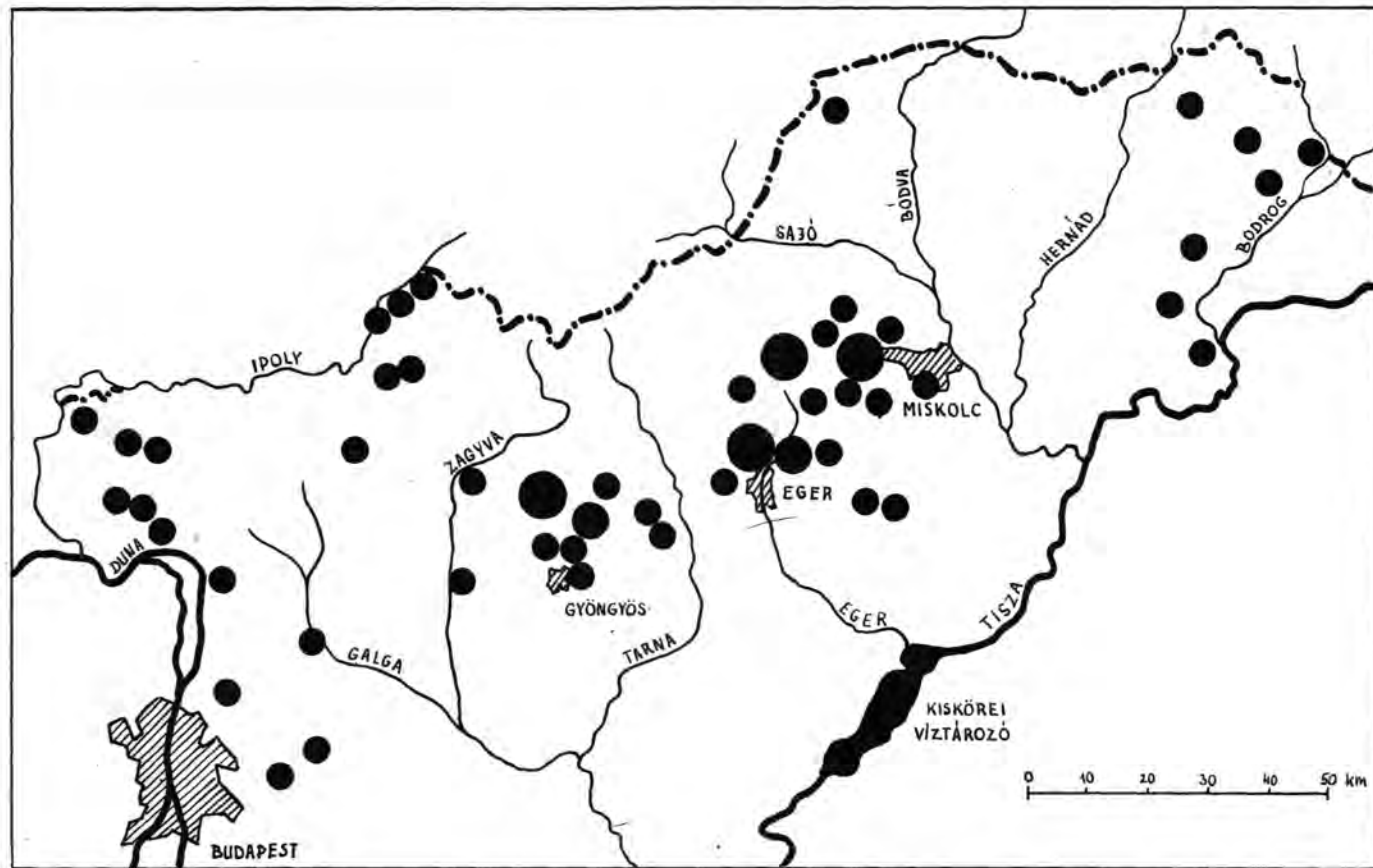 SAJÓ
BÓDVA
HERNÁD
BODROG
IPOLY
MISKOLC
ZAGYVA
EGER
DUNA
GYÖNGYÖS
EGER
TISZA
GALGA
TARNA
KISKÖREI
VÍZTÁROZÓ
0 10 20 30 40 50 km
BUDAPEST